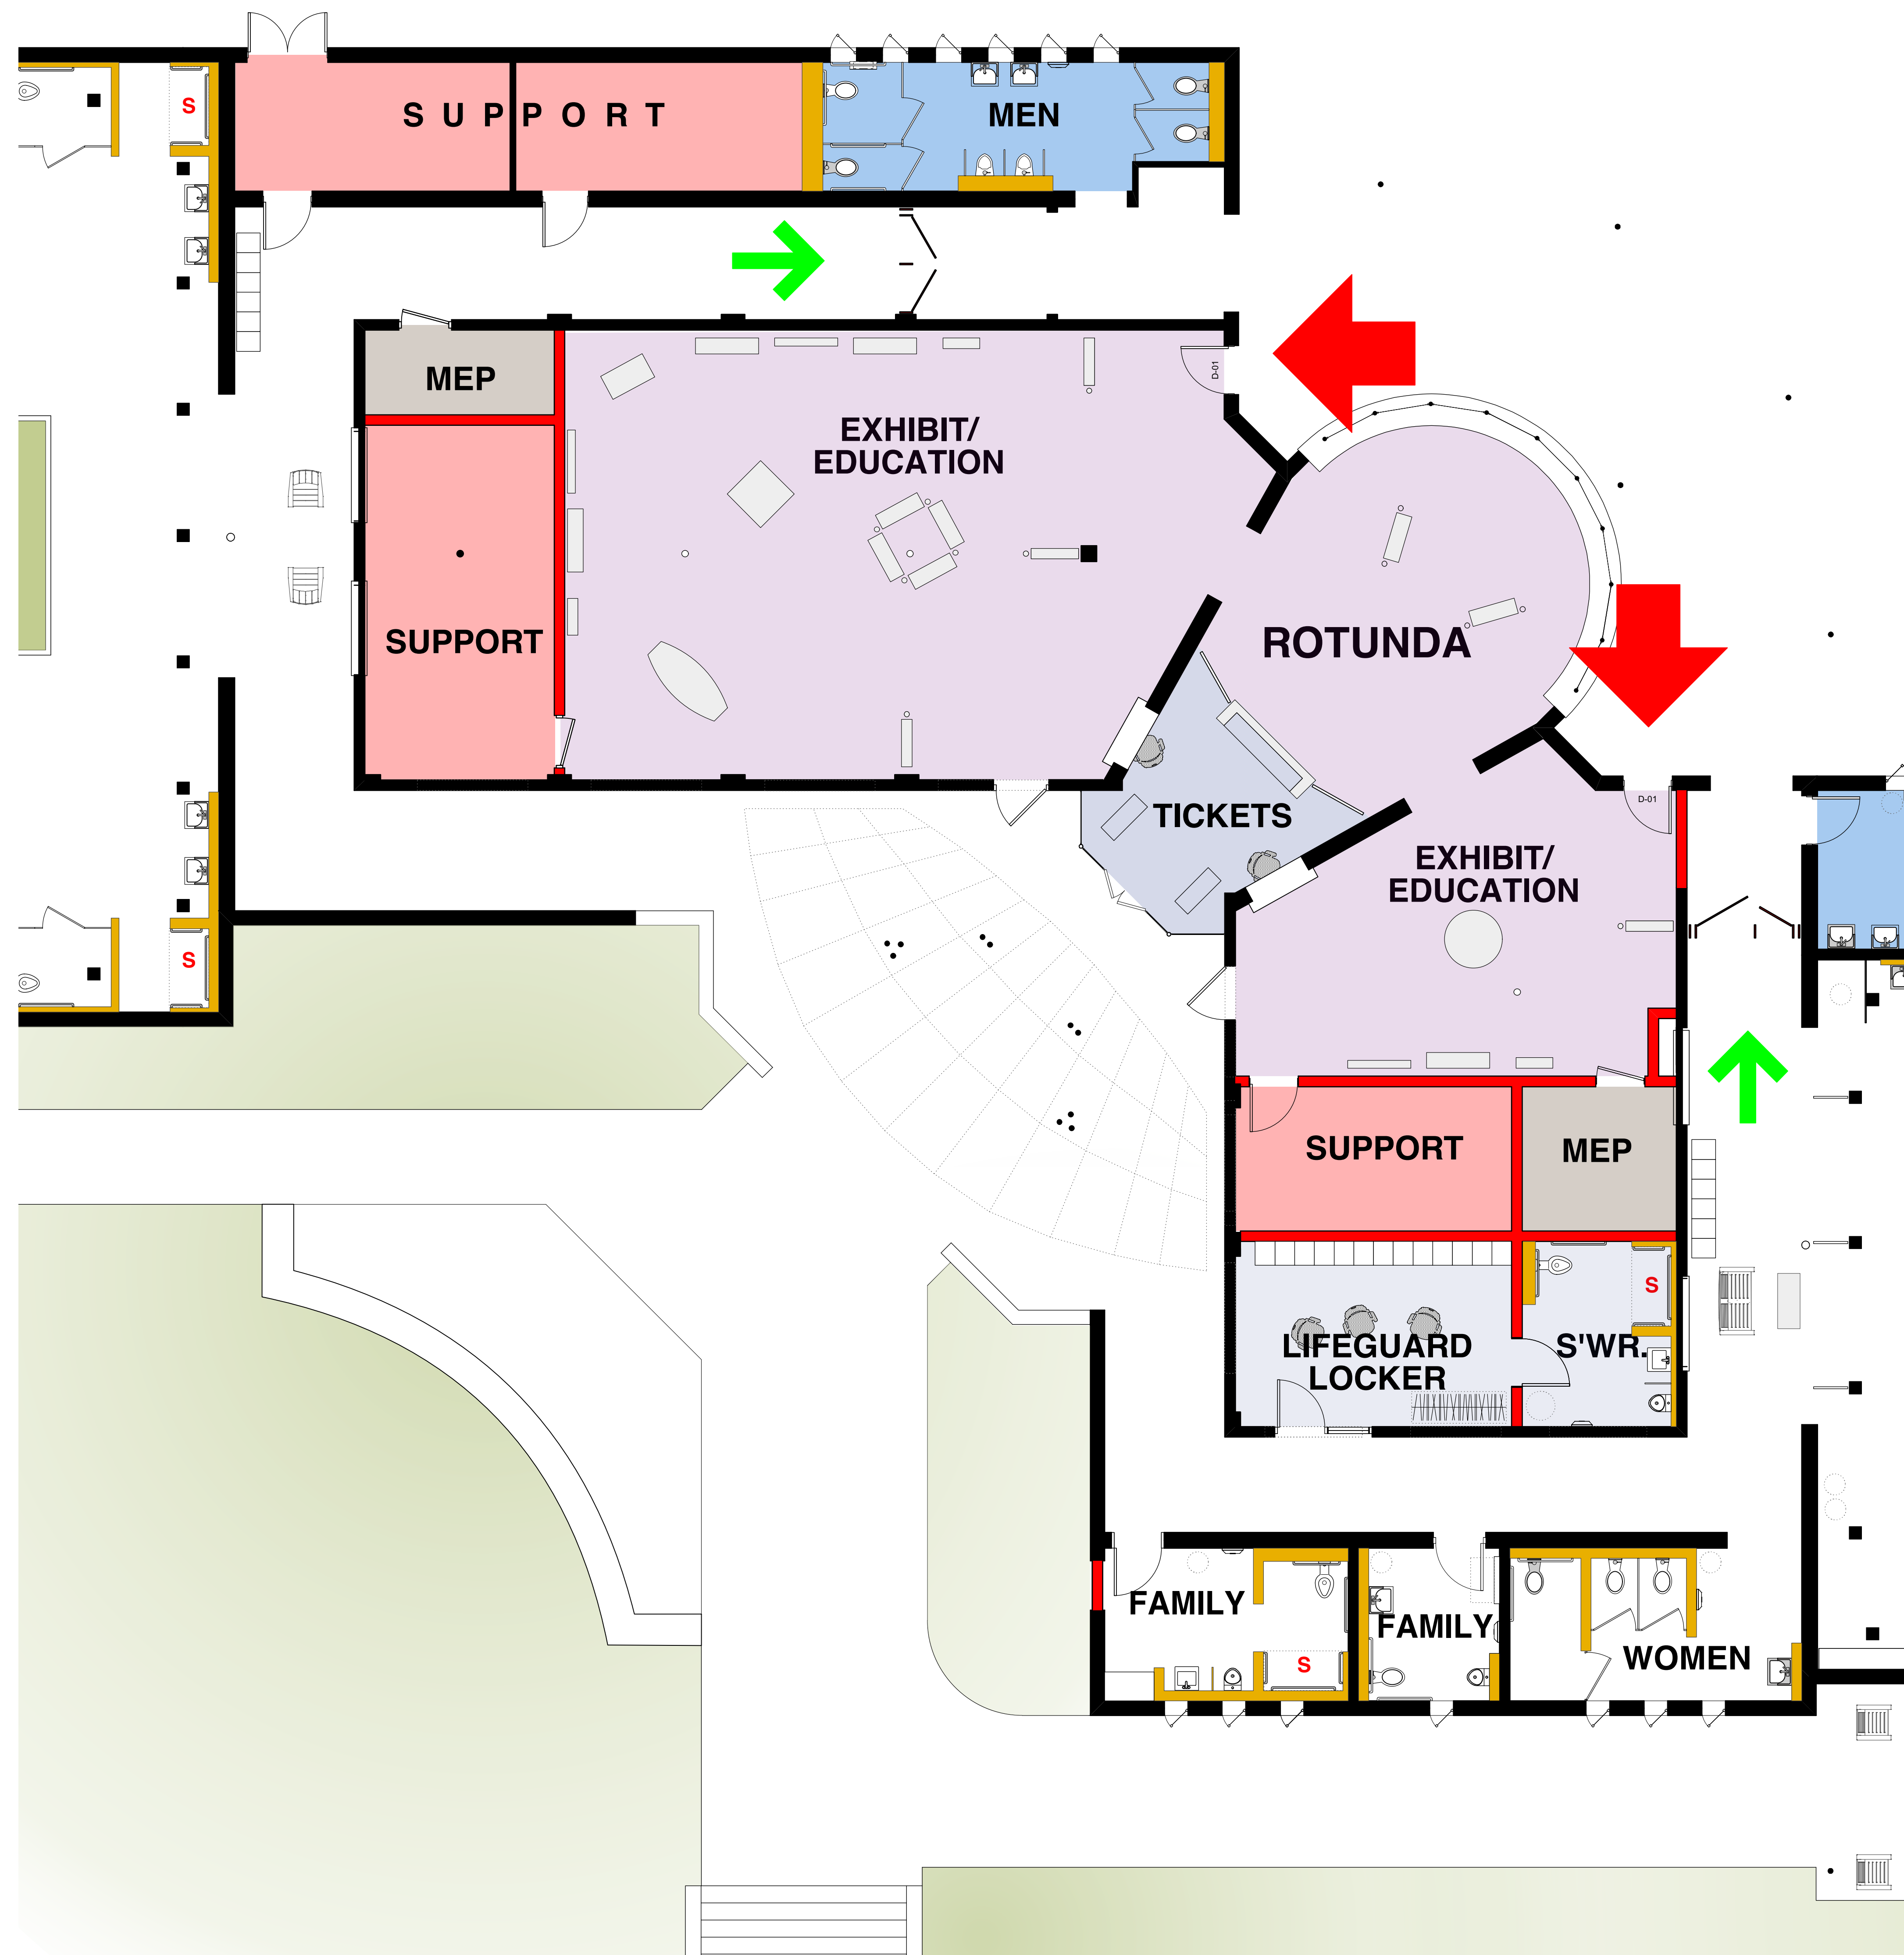 S
S U P P O R T
MEN
MEP
D-01
EXHIBIT/
EDUCATION
SUPPORT
ROTUNDA
TICKETS
D-01
EXHIBIT/
EDUCATION
S
SUPPORT
MEP
S
LIFEGUARD
LOCKER
S'WR.
FAMILY
FAMILY
WOMEN
S